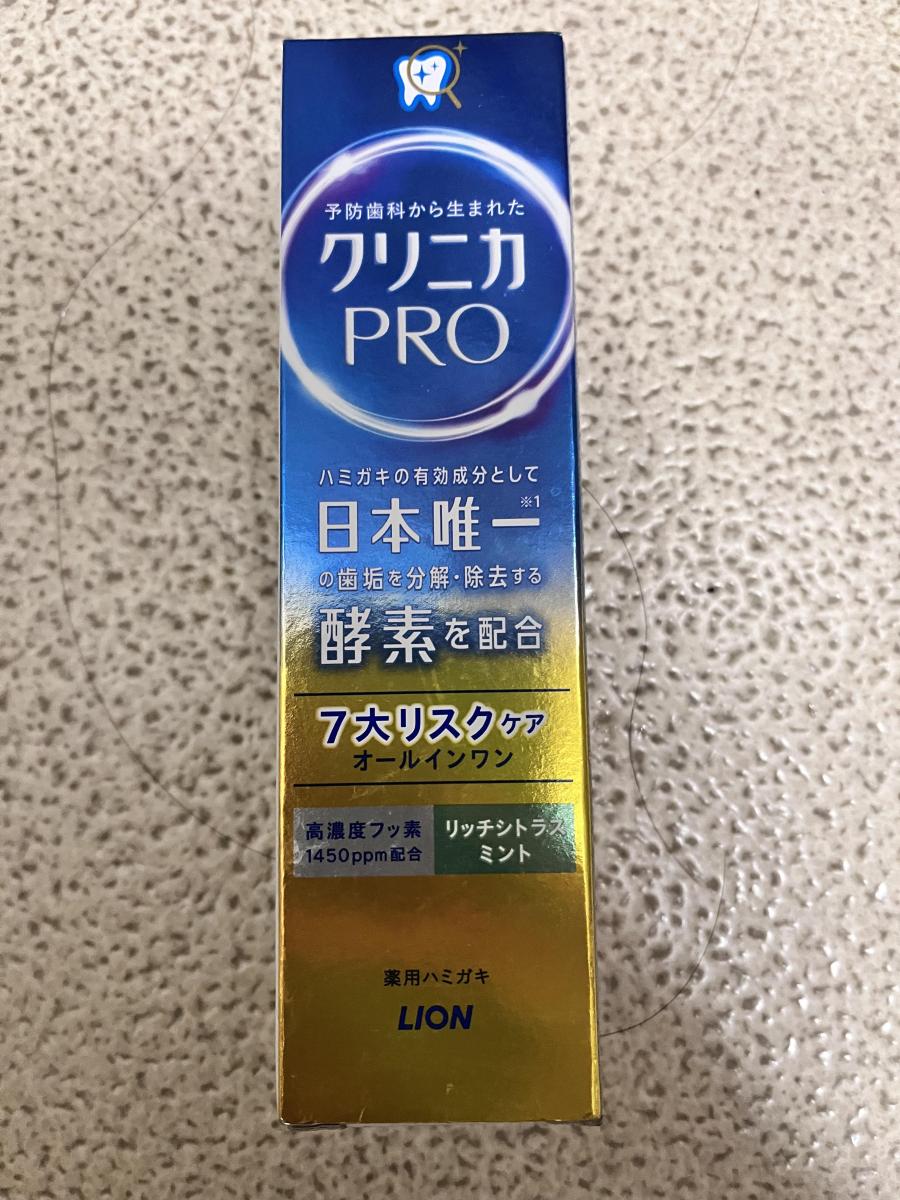 予防歯科から生まれた
クリニカ
PRO
ハミガキの有効成分として
日本唯一※1
の歯垢を分解・除去する
酵素を配合
7大リスクケア
オールインワン
高濃度フッ素
1450ppm配合
リッチシトラス
ミント
薬用ハミガキ
LION